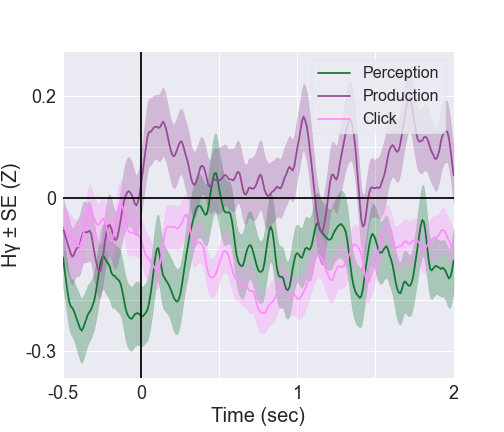 Perception
Production
Click
Hγ ± SE (Z)
0.2
0
-0.3
-0.5
0
1
2
Time (sec)